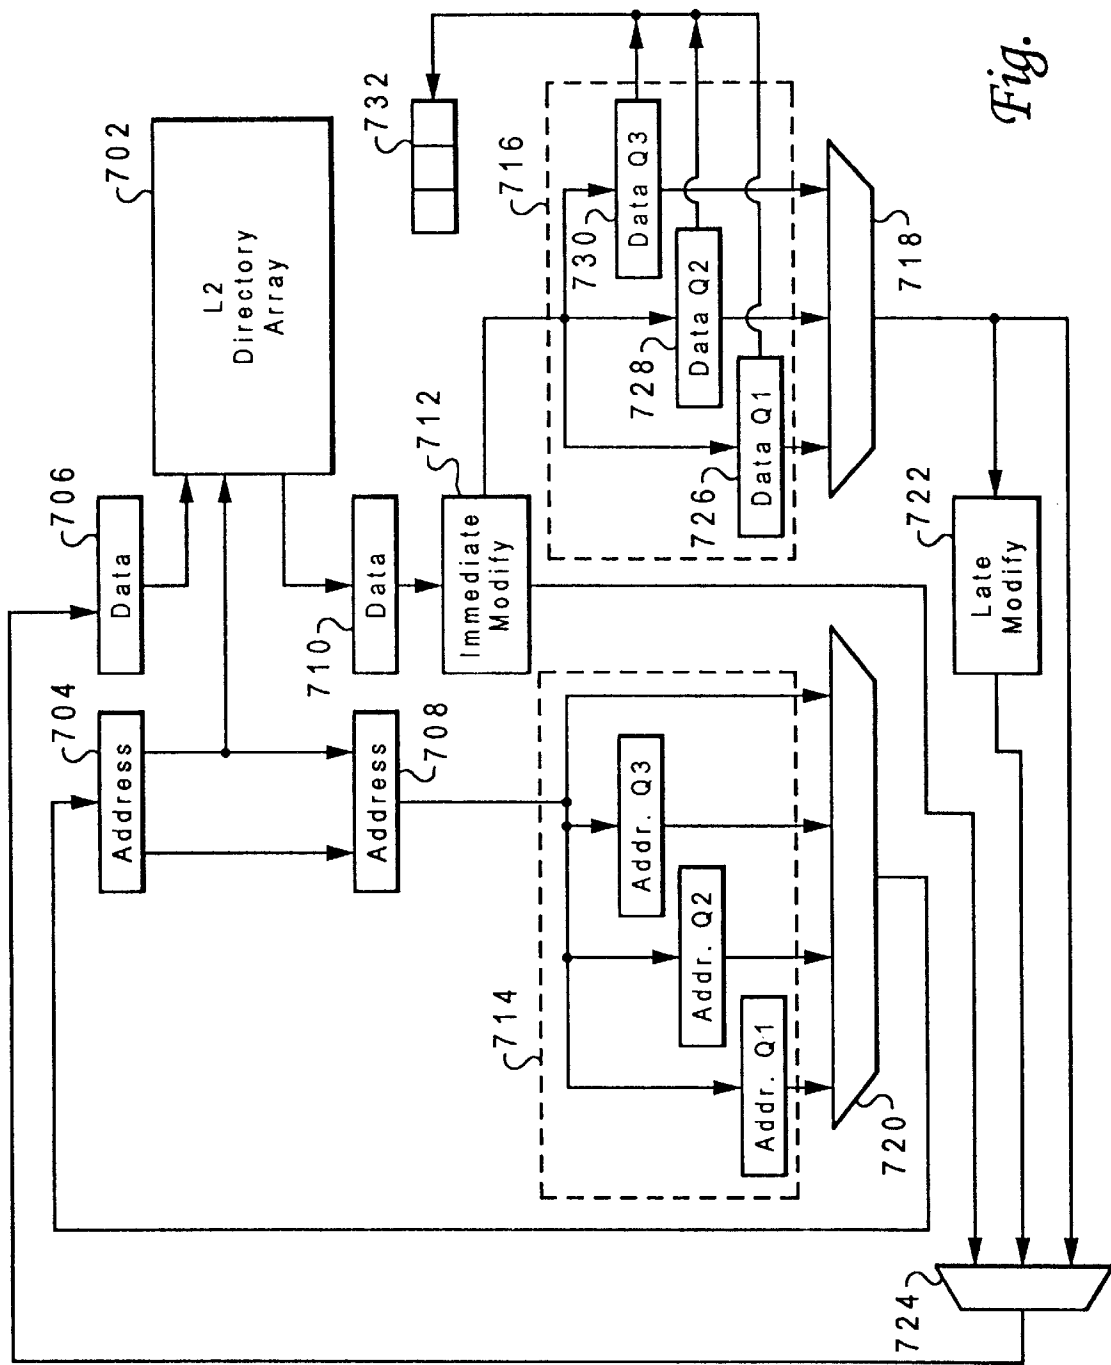 702
L2
Directory
Array
706
Data
704
Address
732
710
Data
Address
708
712
Immediate
Modify
716
730
Data Q3
728
Data Q2
726
Data Q1
718
714
Addr. Q3
Addr. Q2
Addr. Q1
720
722
Late
Modify
724
Fig.